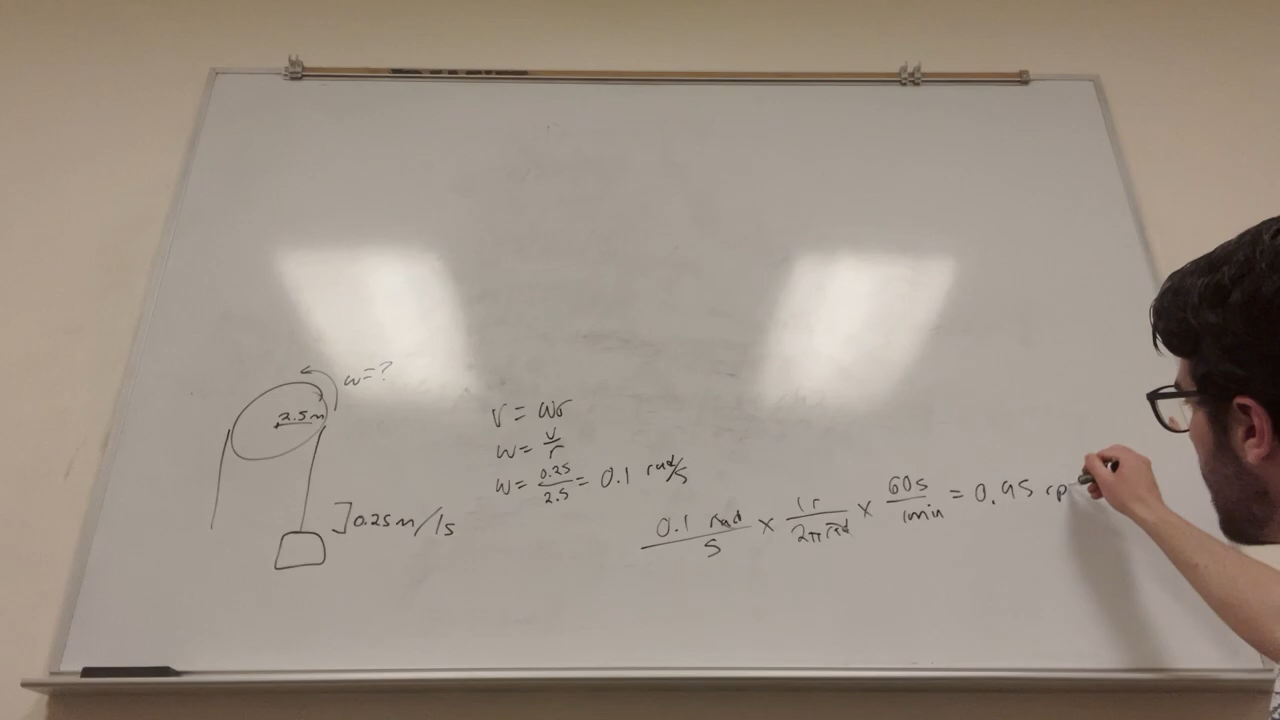 ω=?
2.5m
0.25m/1s
v = ωr
ω = v/r
ω = 0.25/2.5 = 0.1 rad/s
0.1 rad/s × 1r/2π rad × 60s/1min = 0.95 rp